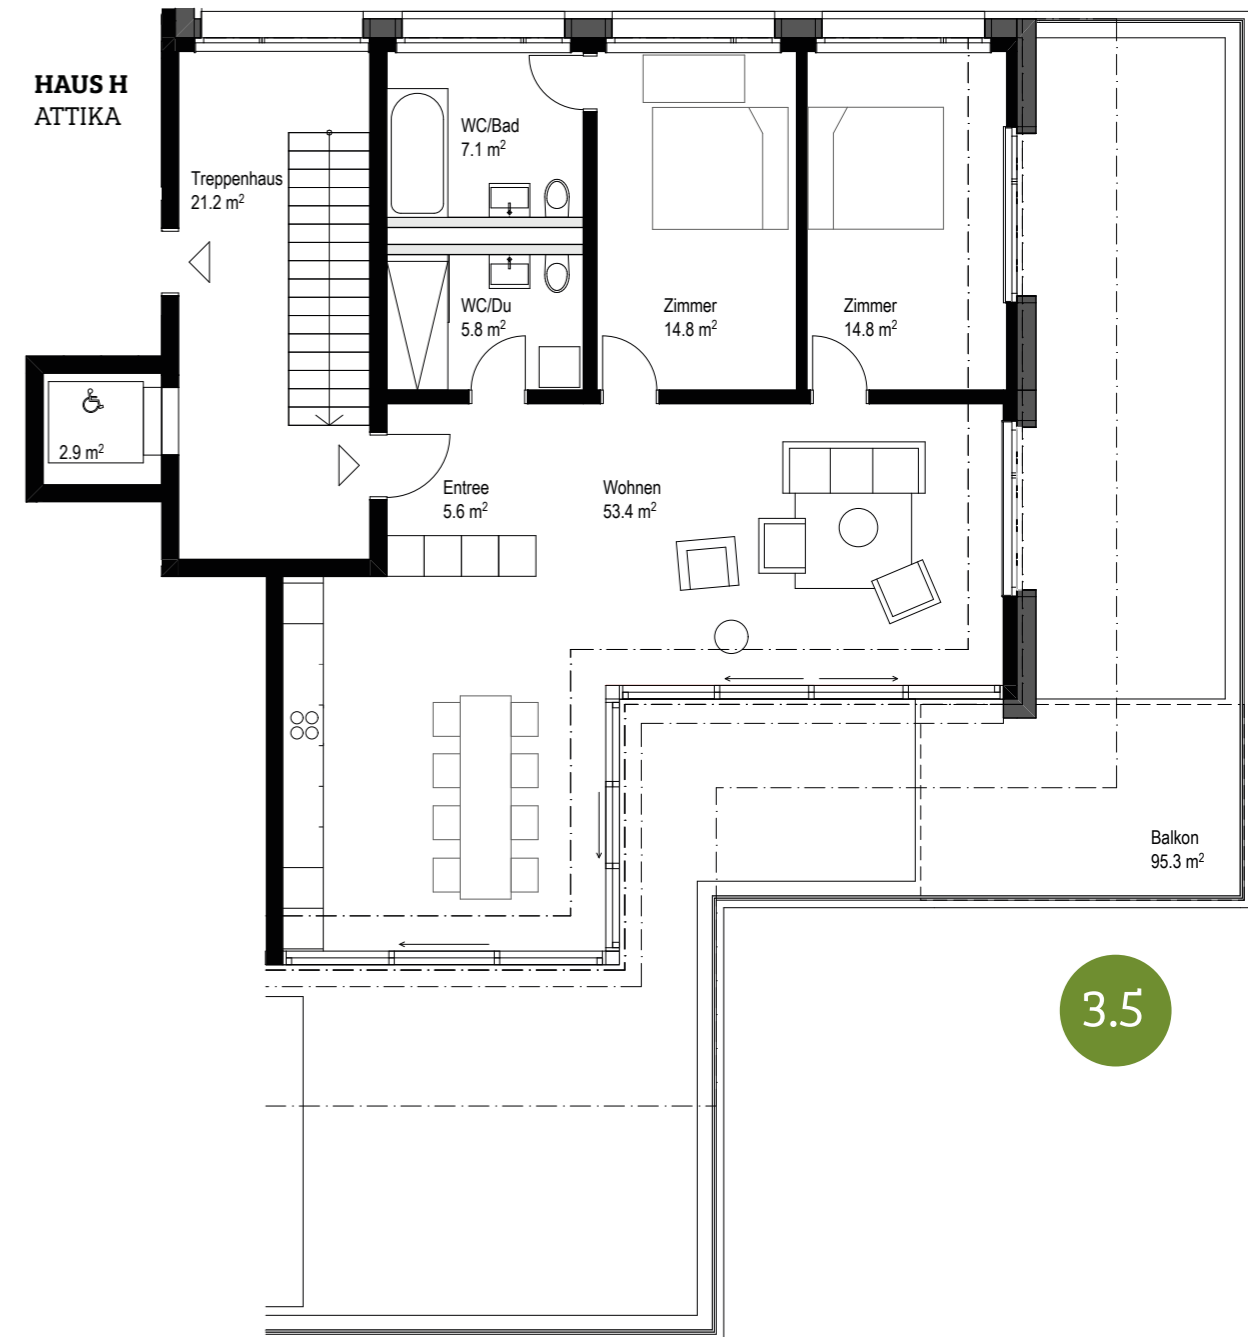 HAUS H
ATTIKA
WC/Bad
7.1 m²
Treppenhaus
21.2 m²
WC/Du
5.8 m²
Zimmer
14.8 m²
Zimmer
14.8 m²
2.9 m²
Entree
5.6 m²
Wohnen
53.4 m²
Balkon
95.3 m²
3.5